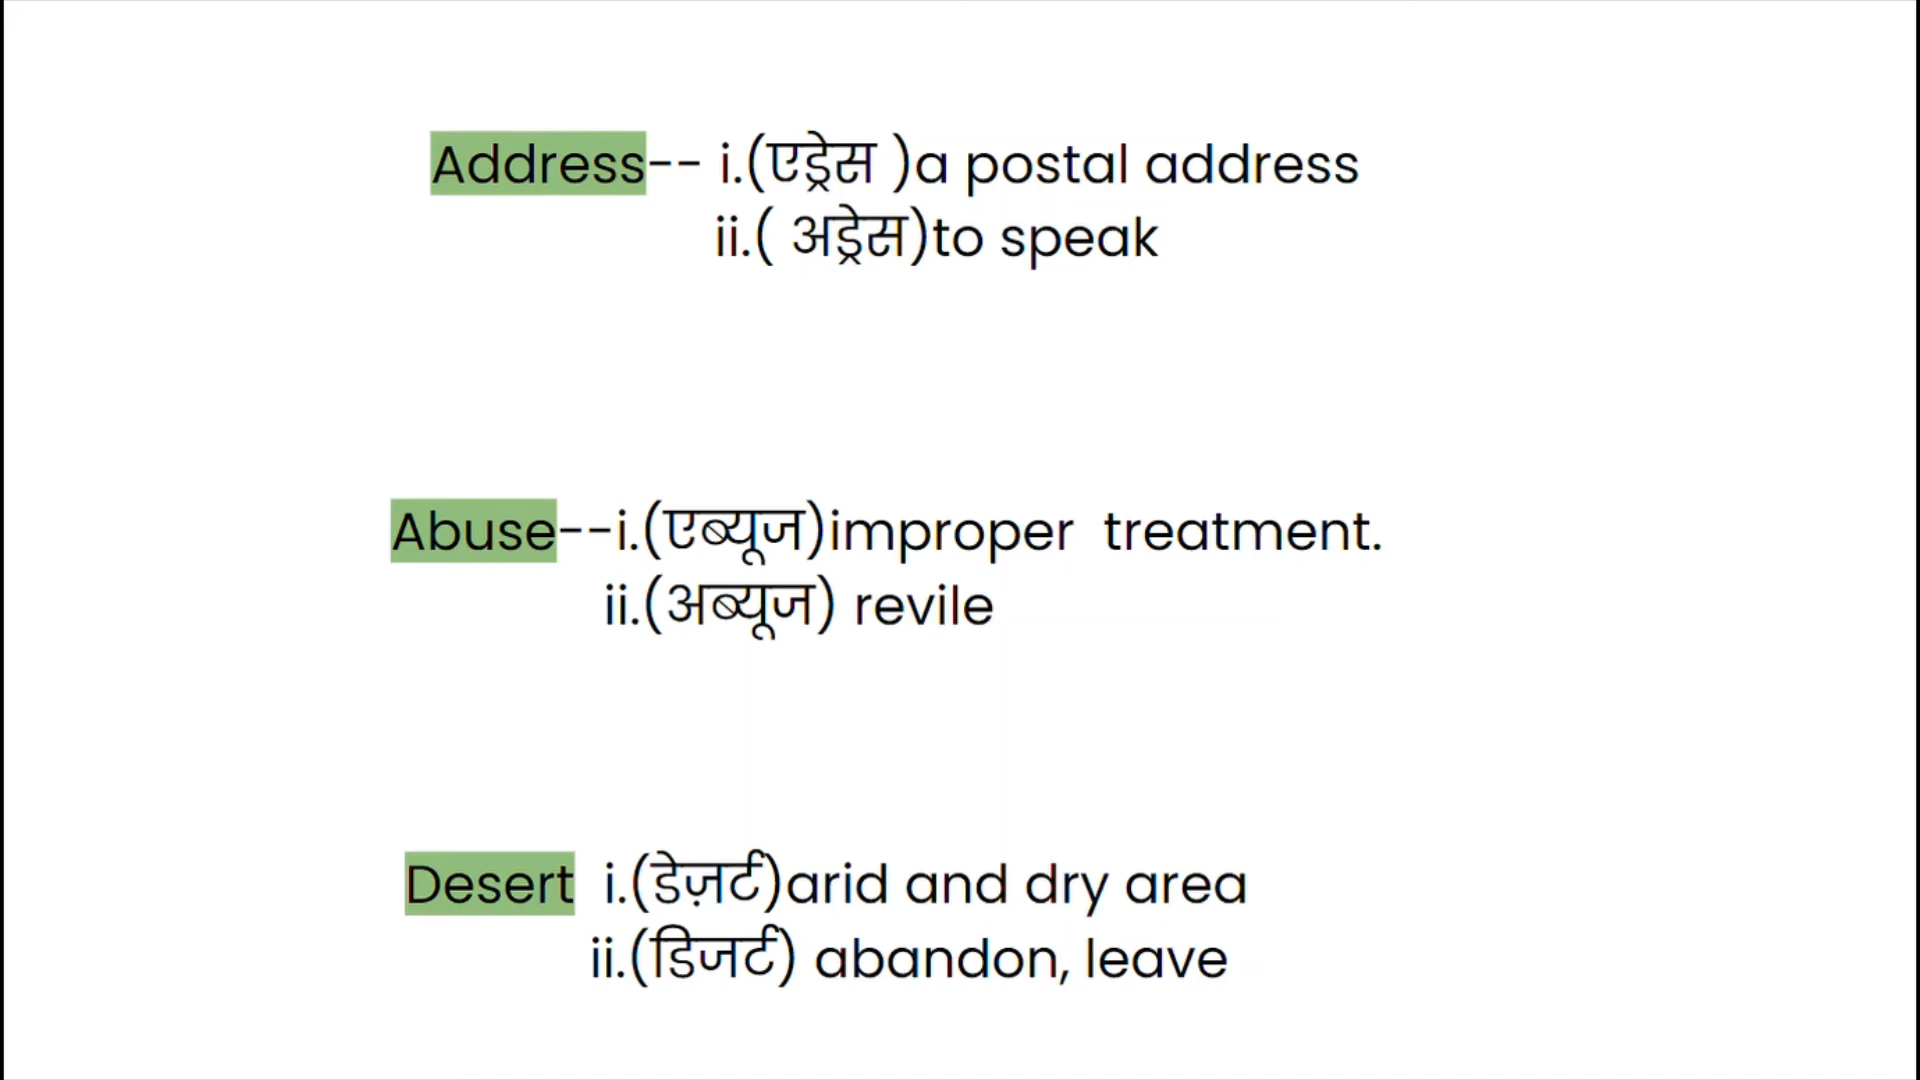 Address-- i.(एड्रेस )a postal address
ii.( अड्रेस)to speak
Abuse--i.(एब्यूज)improper  treatment.
ii.(अब्यूज) revile
Desert  i.(डेज़र्ट)arid and dry area
ii.(डिजर्ट) abandon, leave